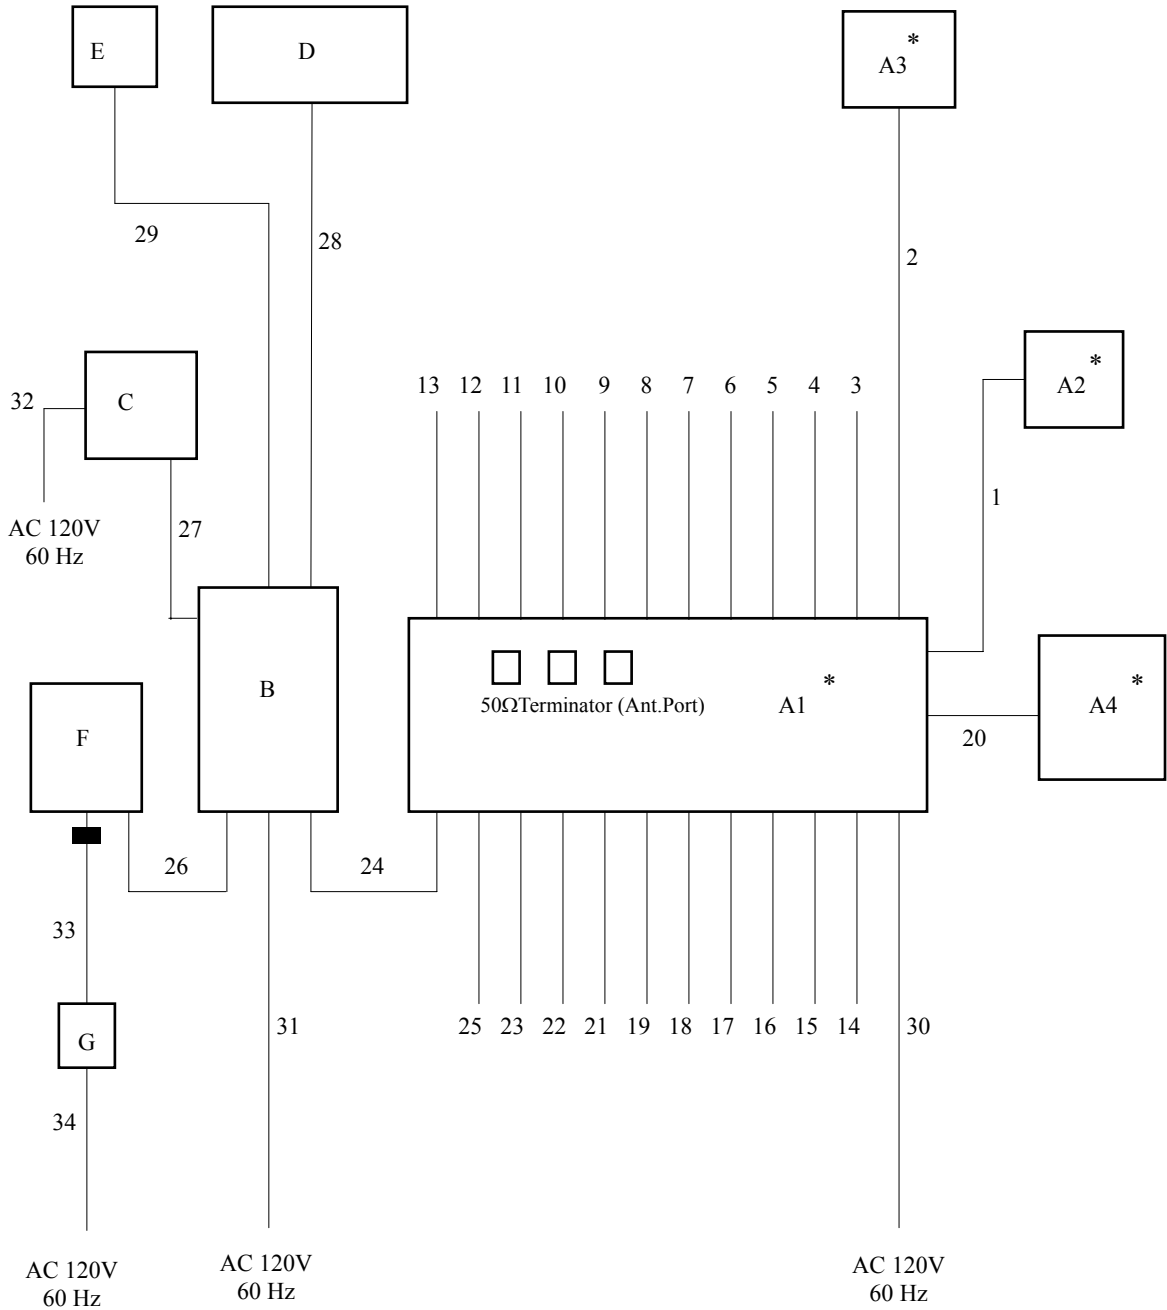 E
D
A3 *
29
28
2
A2 *
32
C
13 12 11 10 9 8 7 6 5 4 3
1
AC 120V
60 Hz
27
B
50ΩTerminator (Ant.Port)
A1 *
A4 *
F
20
26
24
33
25 23 22 21 19 18 17 16 15 14 30
31
G
34
AC 120V
60 Hz
AC 120V
60 Hz
AC 120V
60 Hz